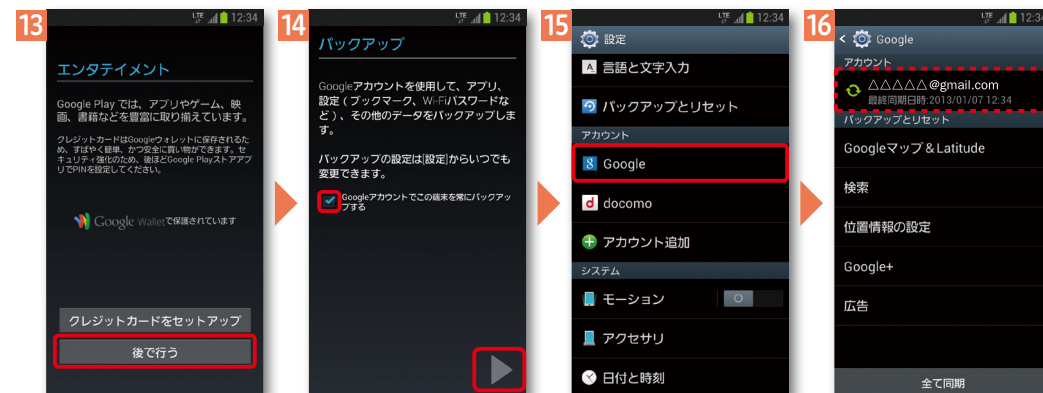 13
LTE 12:34
エンタテイメント
Google Play では、アプリやゲーム、映
画、書籍などを豊富に取り揃えています。
クレジットカードはGoogleウォレットに保存されるた
め、すばやく簡単、かつ安全に買い物ができます。セ
キュリティ強化のため、後ほどGoogle Playストアアプ
リでPINを設定してください。
Google Walletで保護されています
クレジットカードをセットアップ
後で行う
14
LTE 12:34
バックアップ
Googleアカウントを使用して、アプリ、
設定（ブックマーク、Wi-Fiパスワードな
ど）、その他のデータをバックアップしま
す。
バックアップの設定は[設定]からいつでも
変更できます。
Googleアカウントでこの端末を常にバックアッ
プする
15
LTE 12:34
設定
A 言語と文字入力
バックアップとリセット
アカウント
8 Google
d docomo
アカウント追加
システム
モーション
アクセサリ
日付と時刻
16
LTE 12:34
< Google
アカウント
△△△△△@gmail.com
最終同期日時:2013/01/07 12:34
バックアップとリセット
Googleマップ＆Latitude
検索
位置情報の設定
Google+
広告
全て同期